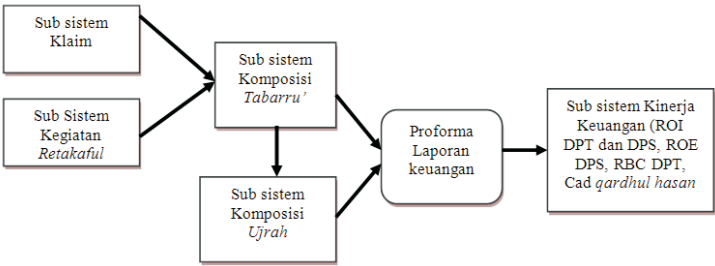 Sub sistem
Klaim
Sub Sistem
Kegiatan
Retakaful
Sub sistem
Komposisi
Tabarru’
Sub sistem
Komposisi
Ujrah
Proforma
Laporan
keuangan
Sub sistem Kinerja
Keuangan (ROI
DPT dan DPS, ROE
DPS, RBC DPT,
Cad qardhul hasan